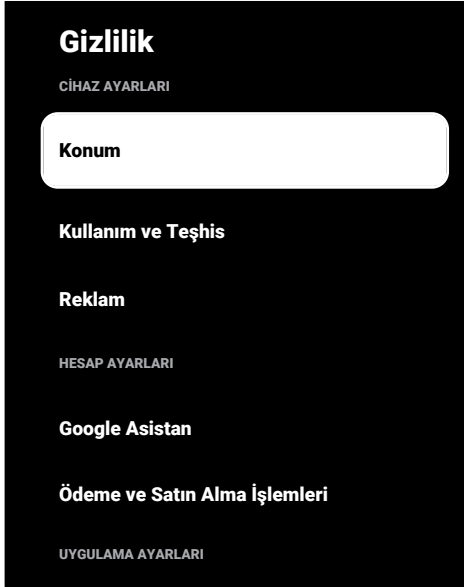 Gizlilik
CİHAZ AYARLARI
Konum
Kullanım ve Teşhis
Reklam
HESAP AYARLARI
Google Asistan
Ödeme ve Satın Alma İşlemleri
UYGULAMA AYARLARI